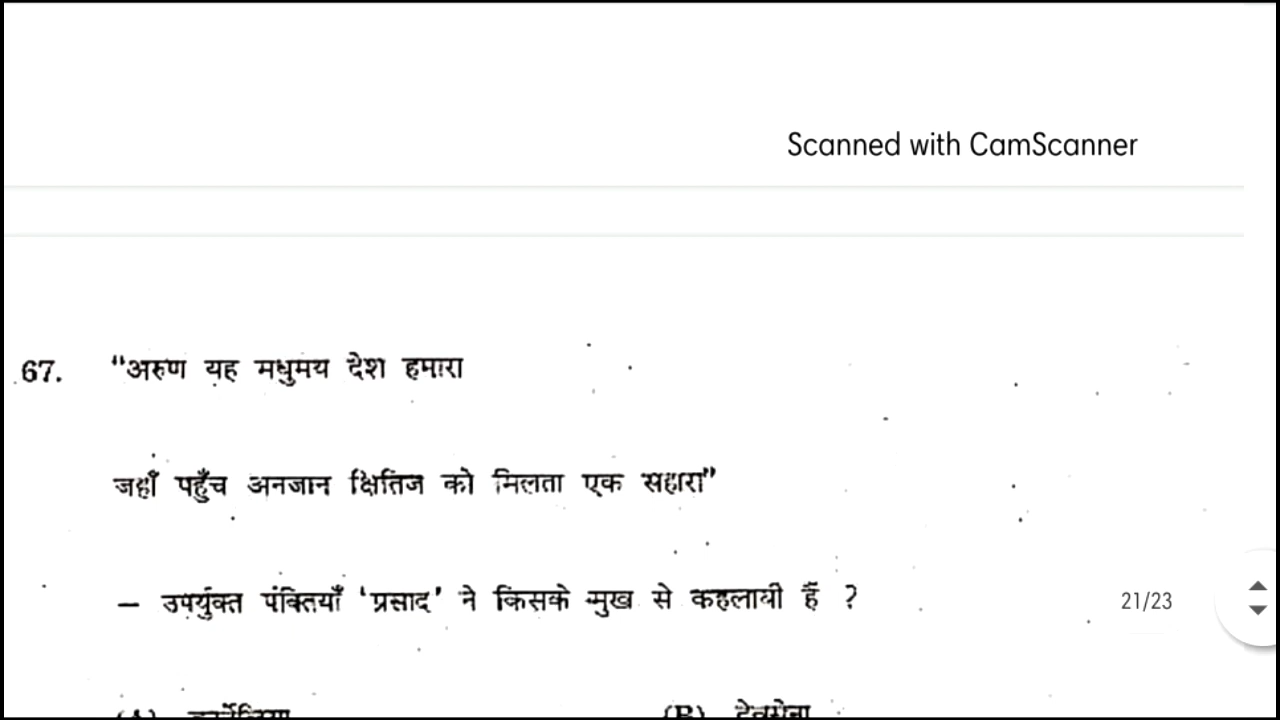 Scanned with CamScanner
67. "अरुण यह मधुमय देश हमारा
जहाँ पहुँच अनजान क्षितिज को मिलता एक सहारा"
– उपर्युक्त पंक्तियाँ 'प्रसाद' ने किसके मुख से कहलायी हैं ?
21/23
(A) कार्नेलिया (B) देवसेना